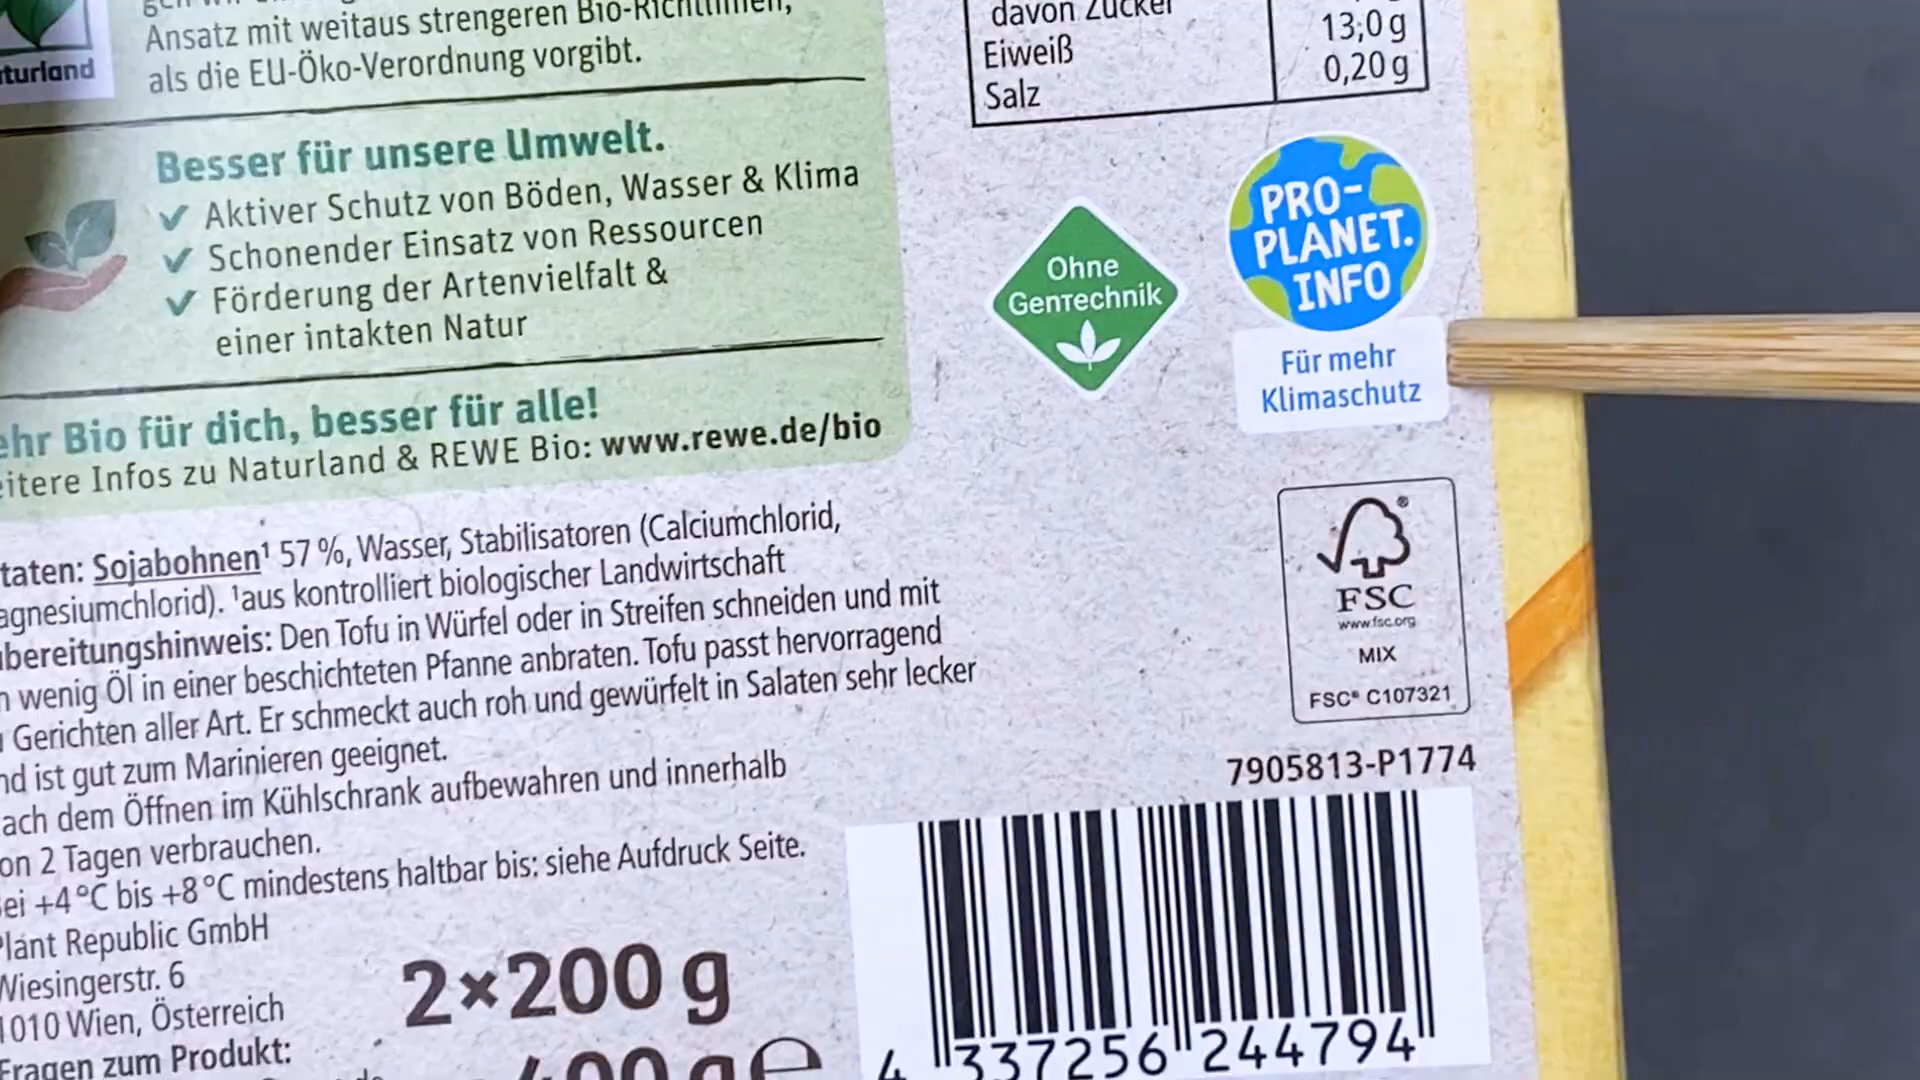 Ansatz mit weitaus strengeren Bio-Richtlinien,
als die EU-Öko-Verordnung vorgibt.
Besser für unsere Umwelt.
Aktiver Schutz von Böden, Wasser & Klima
Schonender Einsatz von Ressourcen
Förderung der Artenvielfalt &
einer intakten Natur
ehr Bio für dich, besser für alle!
eitere Infos zu Naturland & REWE Bio: www.rewe.de/bio
taten: Sojabohnen¹ 57 %, Wasser, Stabilisatoren (Calciumchlorid,
agnesiumchlorid). ¹aus kontrolliert biologischer Landwirtschaft
bereitungshinweis: Den Tofu in Würfel oder in Streifen schneiden und mit
n wenig Öl in einer beschichteten Pfanne anbraten. Tofu passt hervorragend
Gerichten aller Art. Er schmeckt auch roh und gewürfelt in Salaten sehr lecker
nd ist gut zum Marinieren geeignet.
ach dem Öffnen im Kühlschrank aufbewahren und innerhalb
on 2 Tagen verbrauchen.
ei +4 °C bis +8 °C mindestens haltbar bis: siehe Aufdruck Seite.
Plant Republic GmbH
Wiesingerstr. 6
1010 Wien, Österreich
Fragen zum Produkt:
2×200 g
400 g e
turland
davon Zucker
Eiweiß 13,0 g
Salz 0,20 g
Ohne
Gentechnik
PRO-
PLANET.
INFO
Für mehr
Klimaschutz
FSC
www.fsc.org
MIX
FSC® C107321
7905813-P1774
4 337256 244794